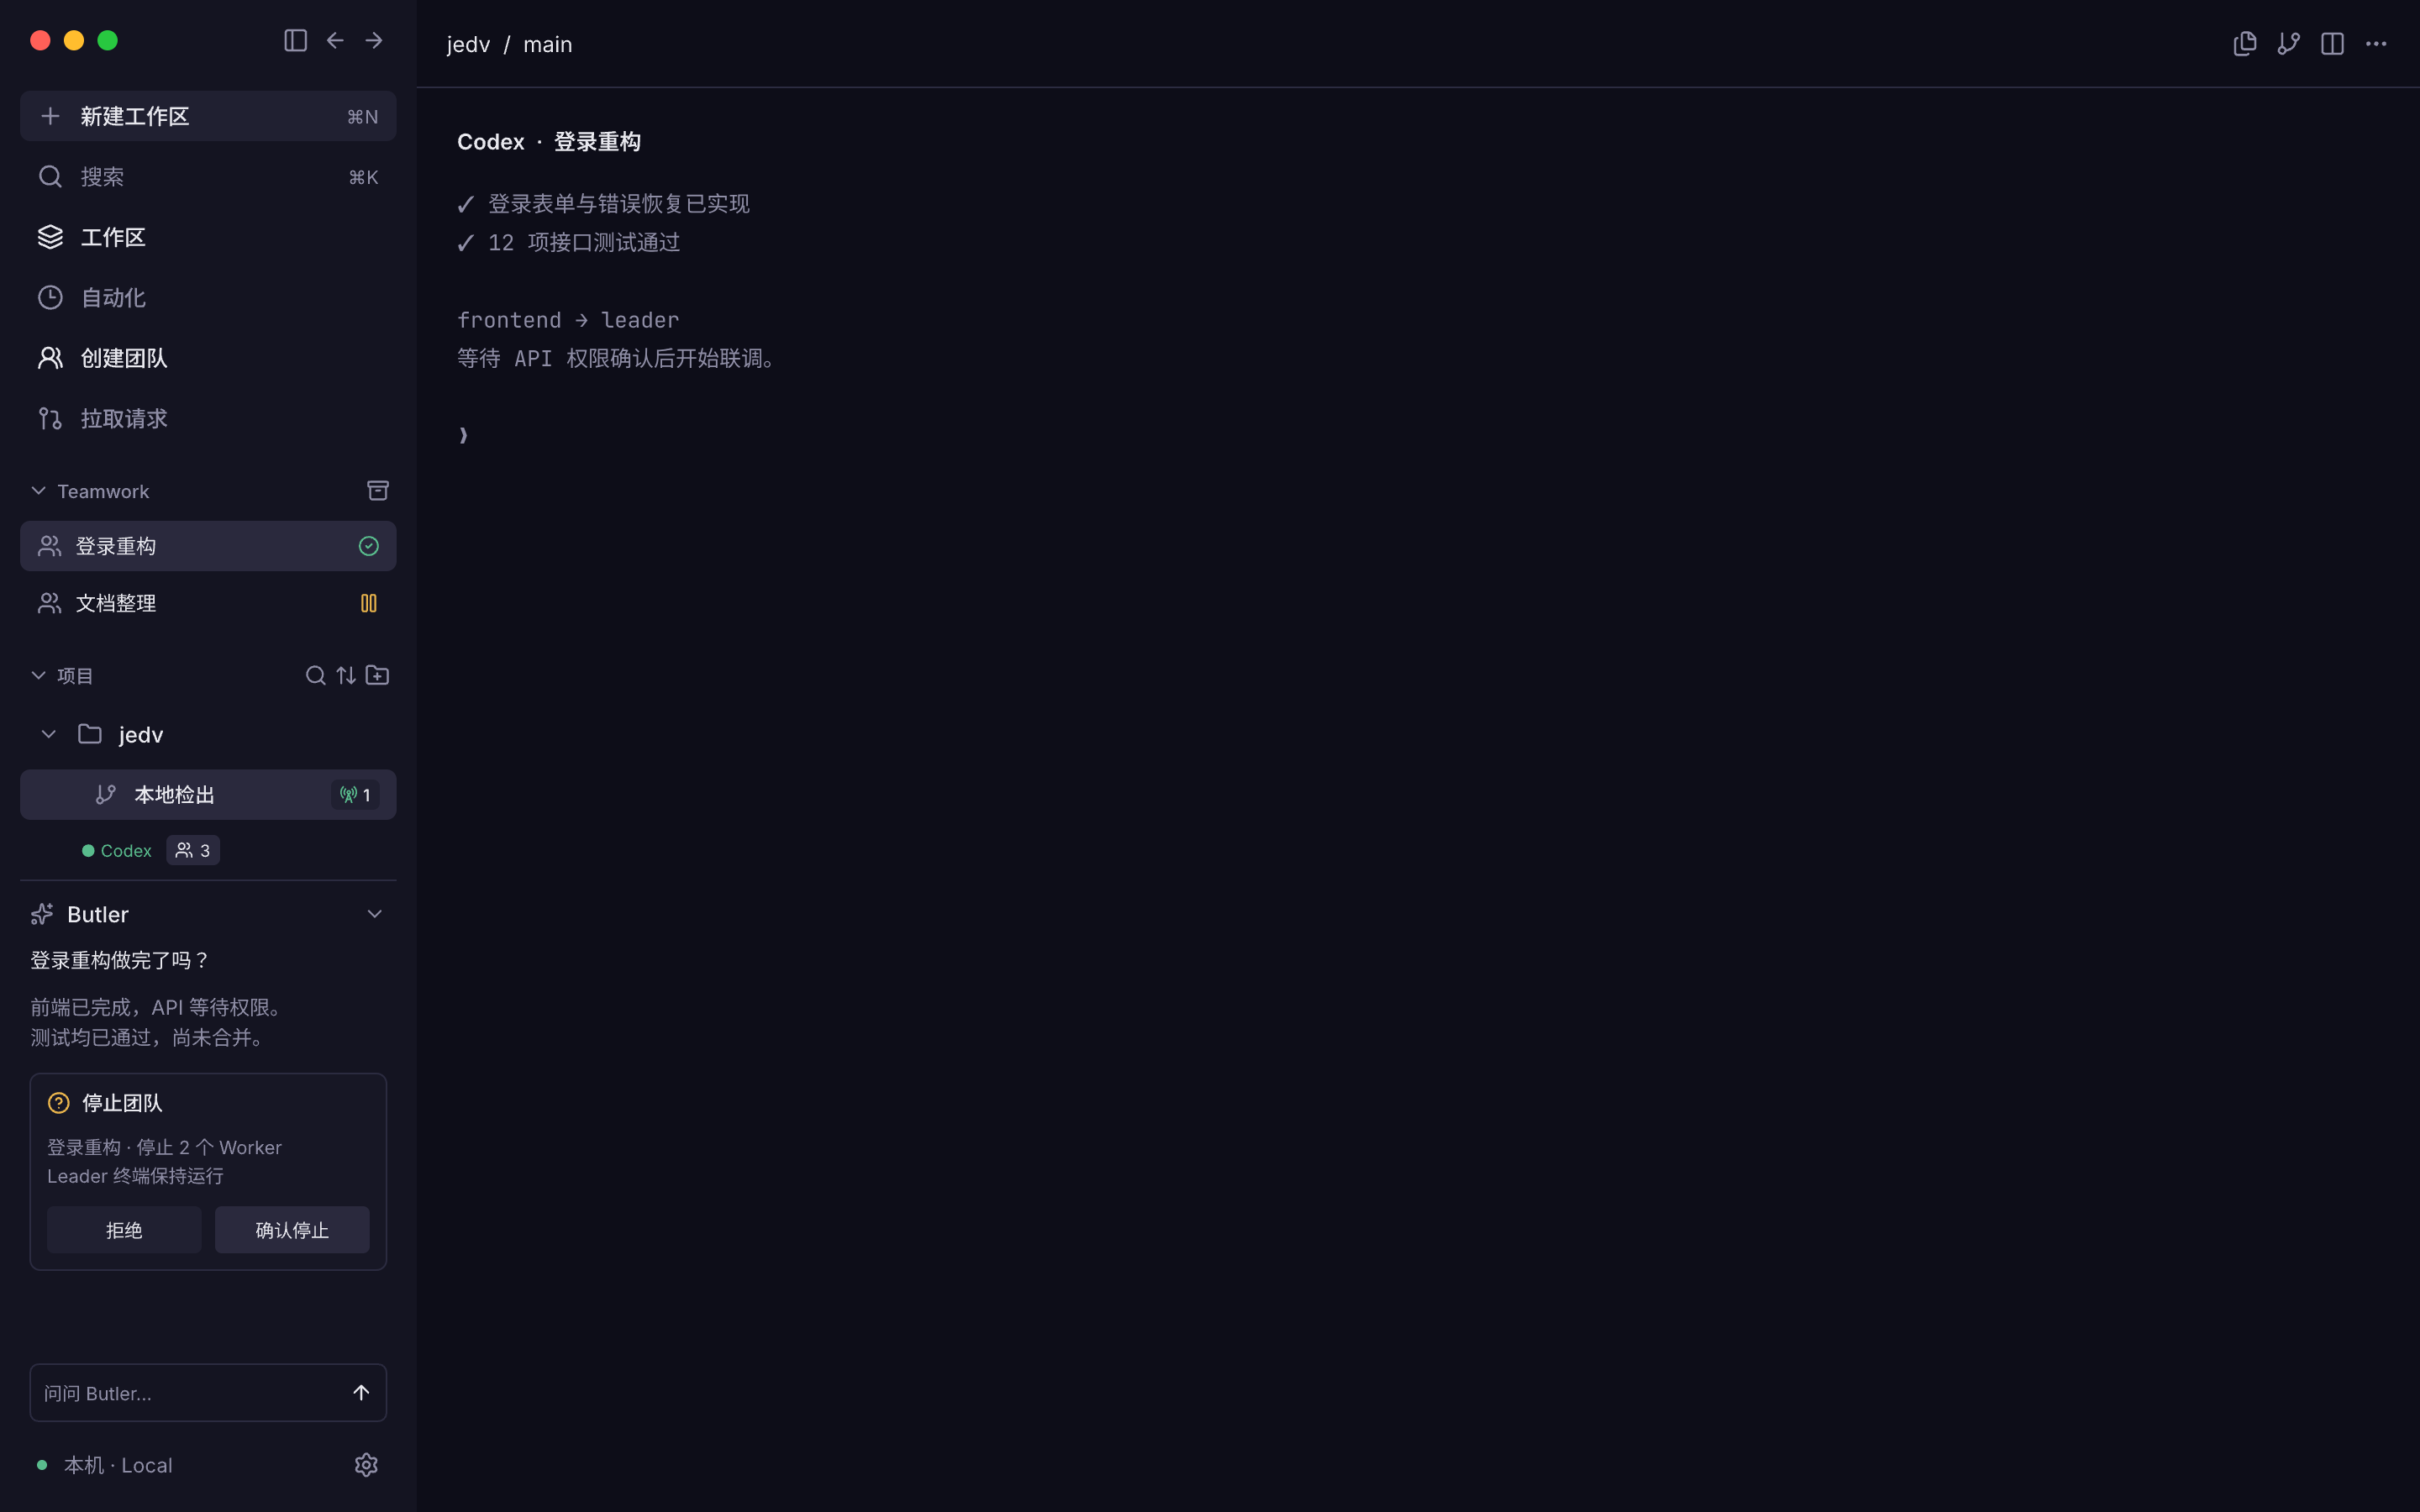 新建工作区 ⌘N
搜索 ⌘K
工作区
自动化
创建团队
拉取请求
Teamwork
登录重构
文档整理
项目
jedv
本地检出 1
Codex 3
Butler
登录重构做完了吗？
前端已完成，API 等待权限。
测试均已通过，尚未合并。
停止团队
登录重构 · 停止 2 个 Worker
Leader 终端保持运行
拒绝 确认停止
问问 Butler...
本机 · Local
jedv / main
Codex · 登录重构
✓ 登录表单与错误恢复已实现
✓ 12 项接口测试通过
frontend → leader
等待 API 权限确认后开始联调。
❯